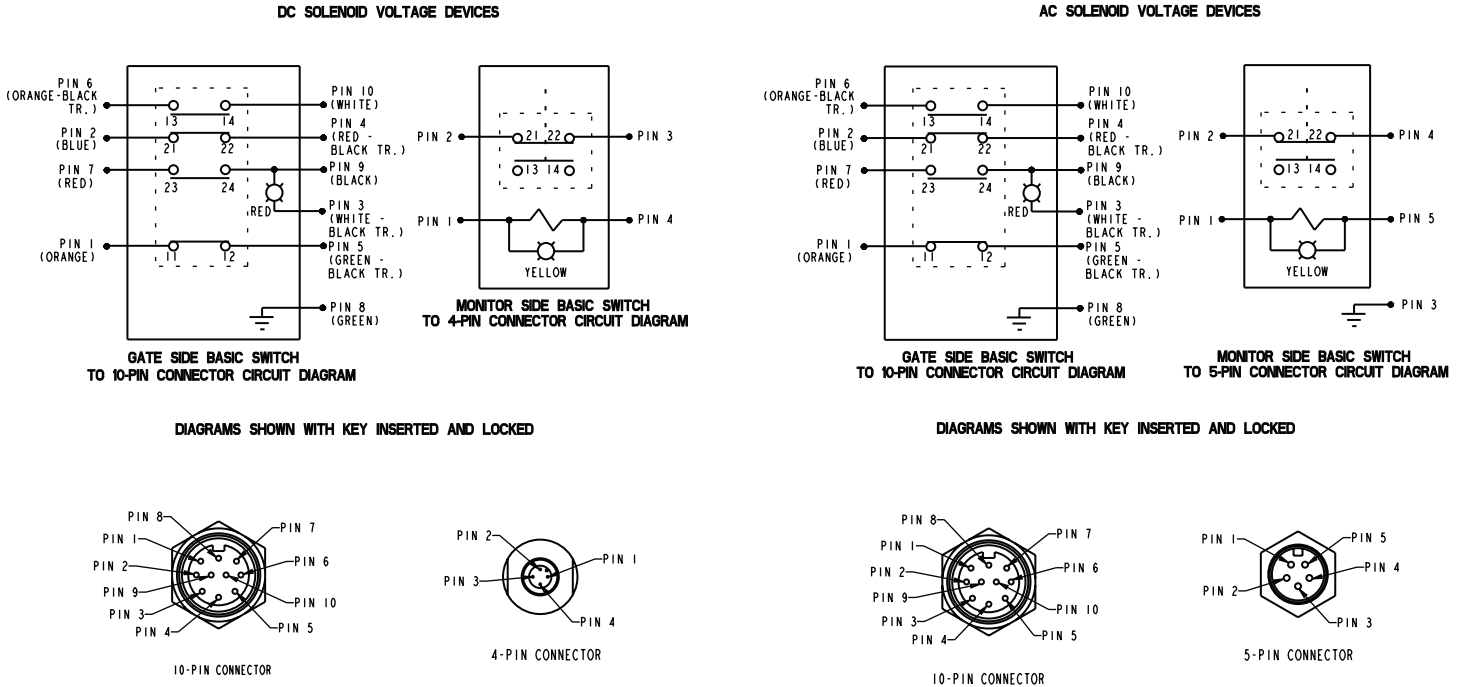 DC SOLENOID VOLTAGE DEVICES
PIN 6
(ORANGE-BLACK
TR.)
PIN 2
(BLUE)
PIN 7
(RED)
PIN 1
(ORANGE)
13
14
21
22
23
24
RED
11
12
PIN 10
(WHITE)
PIN 4
(RED -
BLACK TR.)
PIN 9
(BLACK)
PIN 3
(WHITE -
BLACK TR.)
PIN 5
(GREEN -
BLACK TR.)
PIN 8
(GREEN)
GATE SIDE BASIC SWITCH
TO 10-PIN CONNECTOR CIRCUIT DIAGRAM
PIN 2
21 22
PIN 3
13 14
PIN 1
PIN 4
YELLOW
MONITOR SIDE BASIC SWITCH
TO 4-PIN CONNECTOR CIRCUIT DIAGRAM
DIAGRAMS SHOWN WITH KEY INSERTED AND LOCKED
PIN 8
PIN 1
PIN 2
PIN 9
PIN 3
PIN 4
PIN 7
PIN 6
PIN 10
PIN 5
10-PIN CONNECTOR
PIN 2
PIN 1
PIN 3
PIN 4
4-PIN CONNECTOR
AC SOLENOID VOLTAGE DEVICES
PIN 6
(ORANGE-BLACK
TR.)
PIN 2
(BLUE)
PIN 7
(RED)
PIN 1
(ORANGE)
13
14
21
22
23
24
RED
11
12
PIN 10
(WHITE)
PIN 4
(RED -
BLACK TR.)
PIN 9
(BLACK)
PIN 3
(WHITE -
BLACK TR.)
PIN 5
(GREEN -
BLACK TR.)
PIN 8
(GREEN)
GATE SIDE BASIC SWITCH
TO 10-PIN CONNECTOR CIRCUIT DIAGRAM
PIN 2
21 22
PIN 4
13 14
PIN 1
PIN 5
YELLOW
PIN 3
MONITOR SIDE BASIC SWITCH
TO 5-PIN CONNECTOR CIRCUIT DIAGRAM
DIAGRAMS SHOWN WITH KEY INSERTED AND LOCKED
PIN 8
PIN 1
PIN 2
PIN 9
PIN 3
PIN 4
PIN 7
PIN 6
PIN 10
PIN 5
10-PIN CONNECTOR
PIN 1
PIN 5
PIN 4
PIN 2
PIN 3
5-PIN CONNECTOR